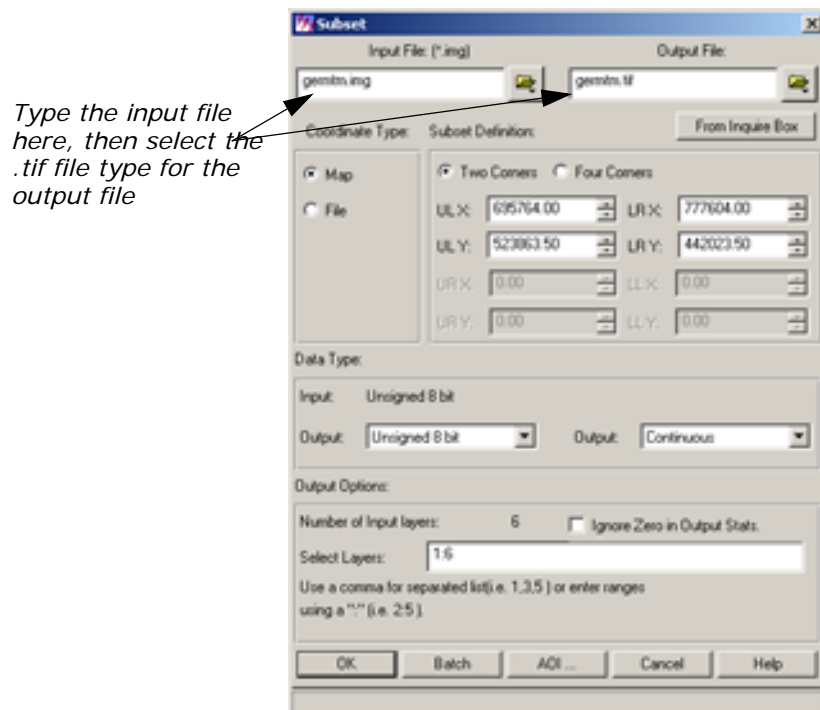 Subset
Input File: (*.img) Output File:
germtm.img germtm.tif
Type the input file
here, then select the
.tif file type for the
output file
Coordinate Type: Subset Definition: From Inquire Box
Map Two Corners Four Corners
File UL X: 695764.00 LR X: 777604.00
UL Y: 523863.50 LR Y: 442023.50
UR X: 0.00 LL X: 0.00
UR Y: 0.00 LL Y: 0.00
Data Type:
Input: Unsigned 8 bit
Output: Unsigned 8 bit Output: Continuous
Output Options:
Number of Input layers: 6 Ignore Zero in Output Stats.
Select Layers: 1:6
Use a comma for separated list(i.e. 1,3,5 ) or enter ranges
using a ":" (i.e. 2:5 ).
OK Batch AOI ... Cancel Help